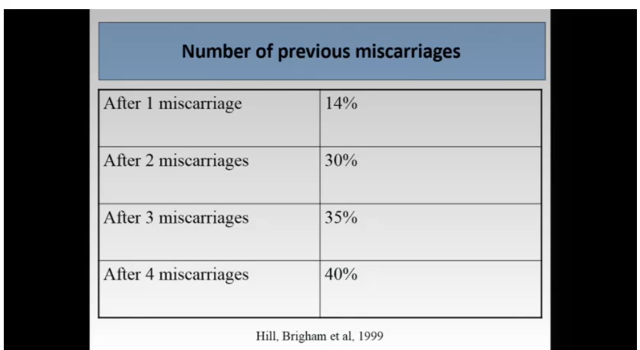 Number of previous miscarriages
After 1 miscarriage 14%
After 2 miscarriages 30%
After 3 miscarriages 35%
After 4 miscarriages 40%
Hill, Brigham et al, 1999